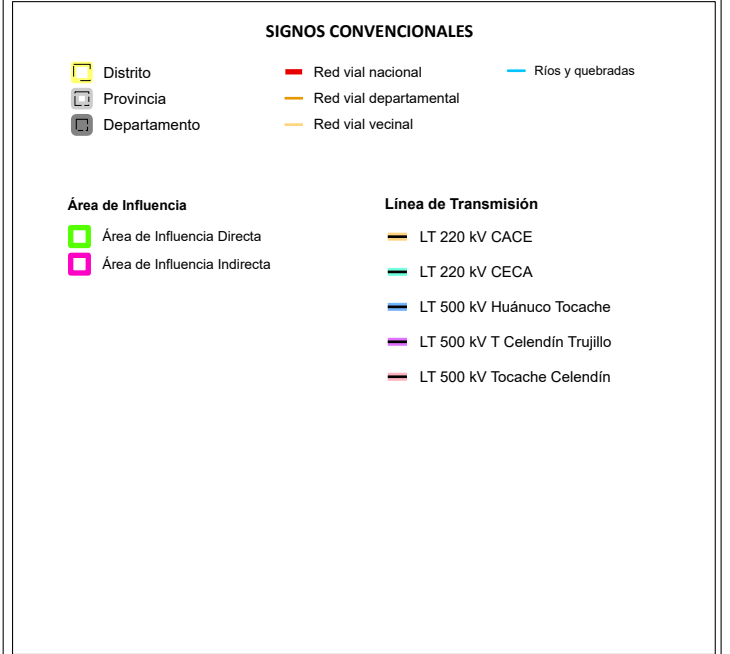 SIGNOS CONVENCIONALES
Distrito
Provincia
Departamento
Red vial nacional
Red vial departamental
Red vial vecinal
Ríos y quebradas
Área de Influencia
Área de Influencia Directa
Área de Influencia Indirecta
Línea de Transmisión
LT 220 kV CACE
LT 220 kV CECA
LT 500 kV Huánuco Tocache
LT 500 kV T Celendín Trujillo
LT 500 kV Tocache Celendín